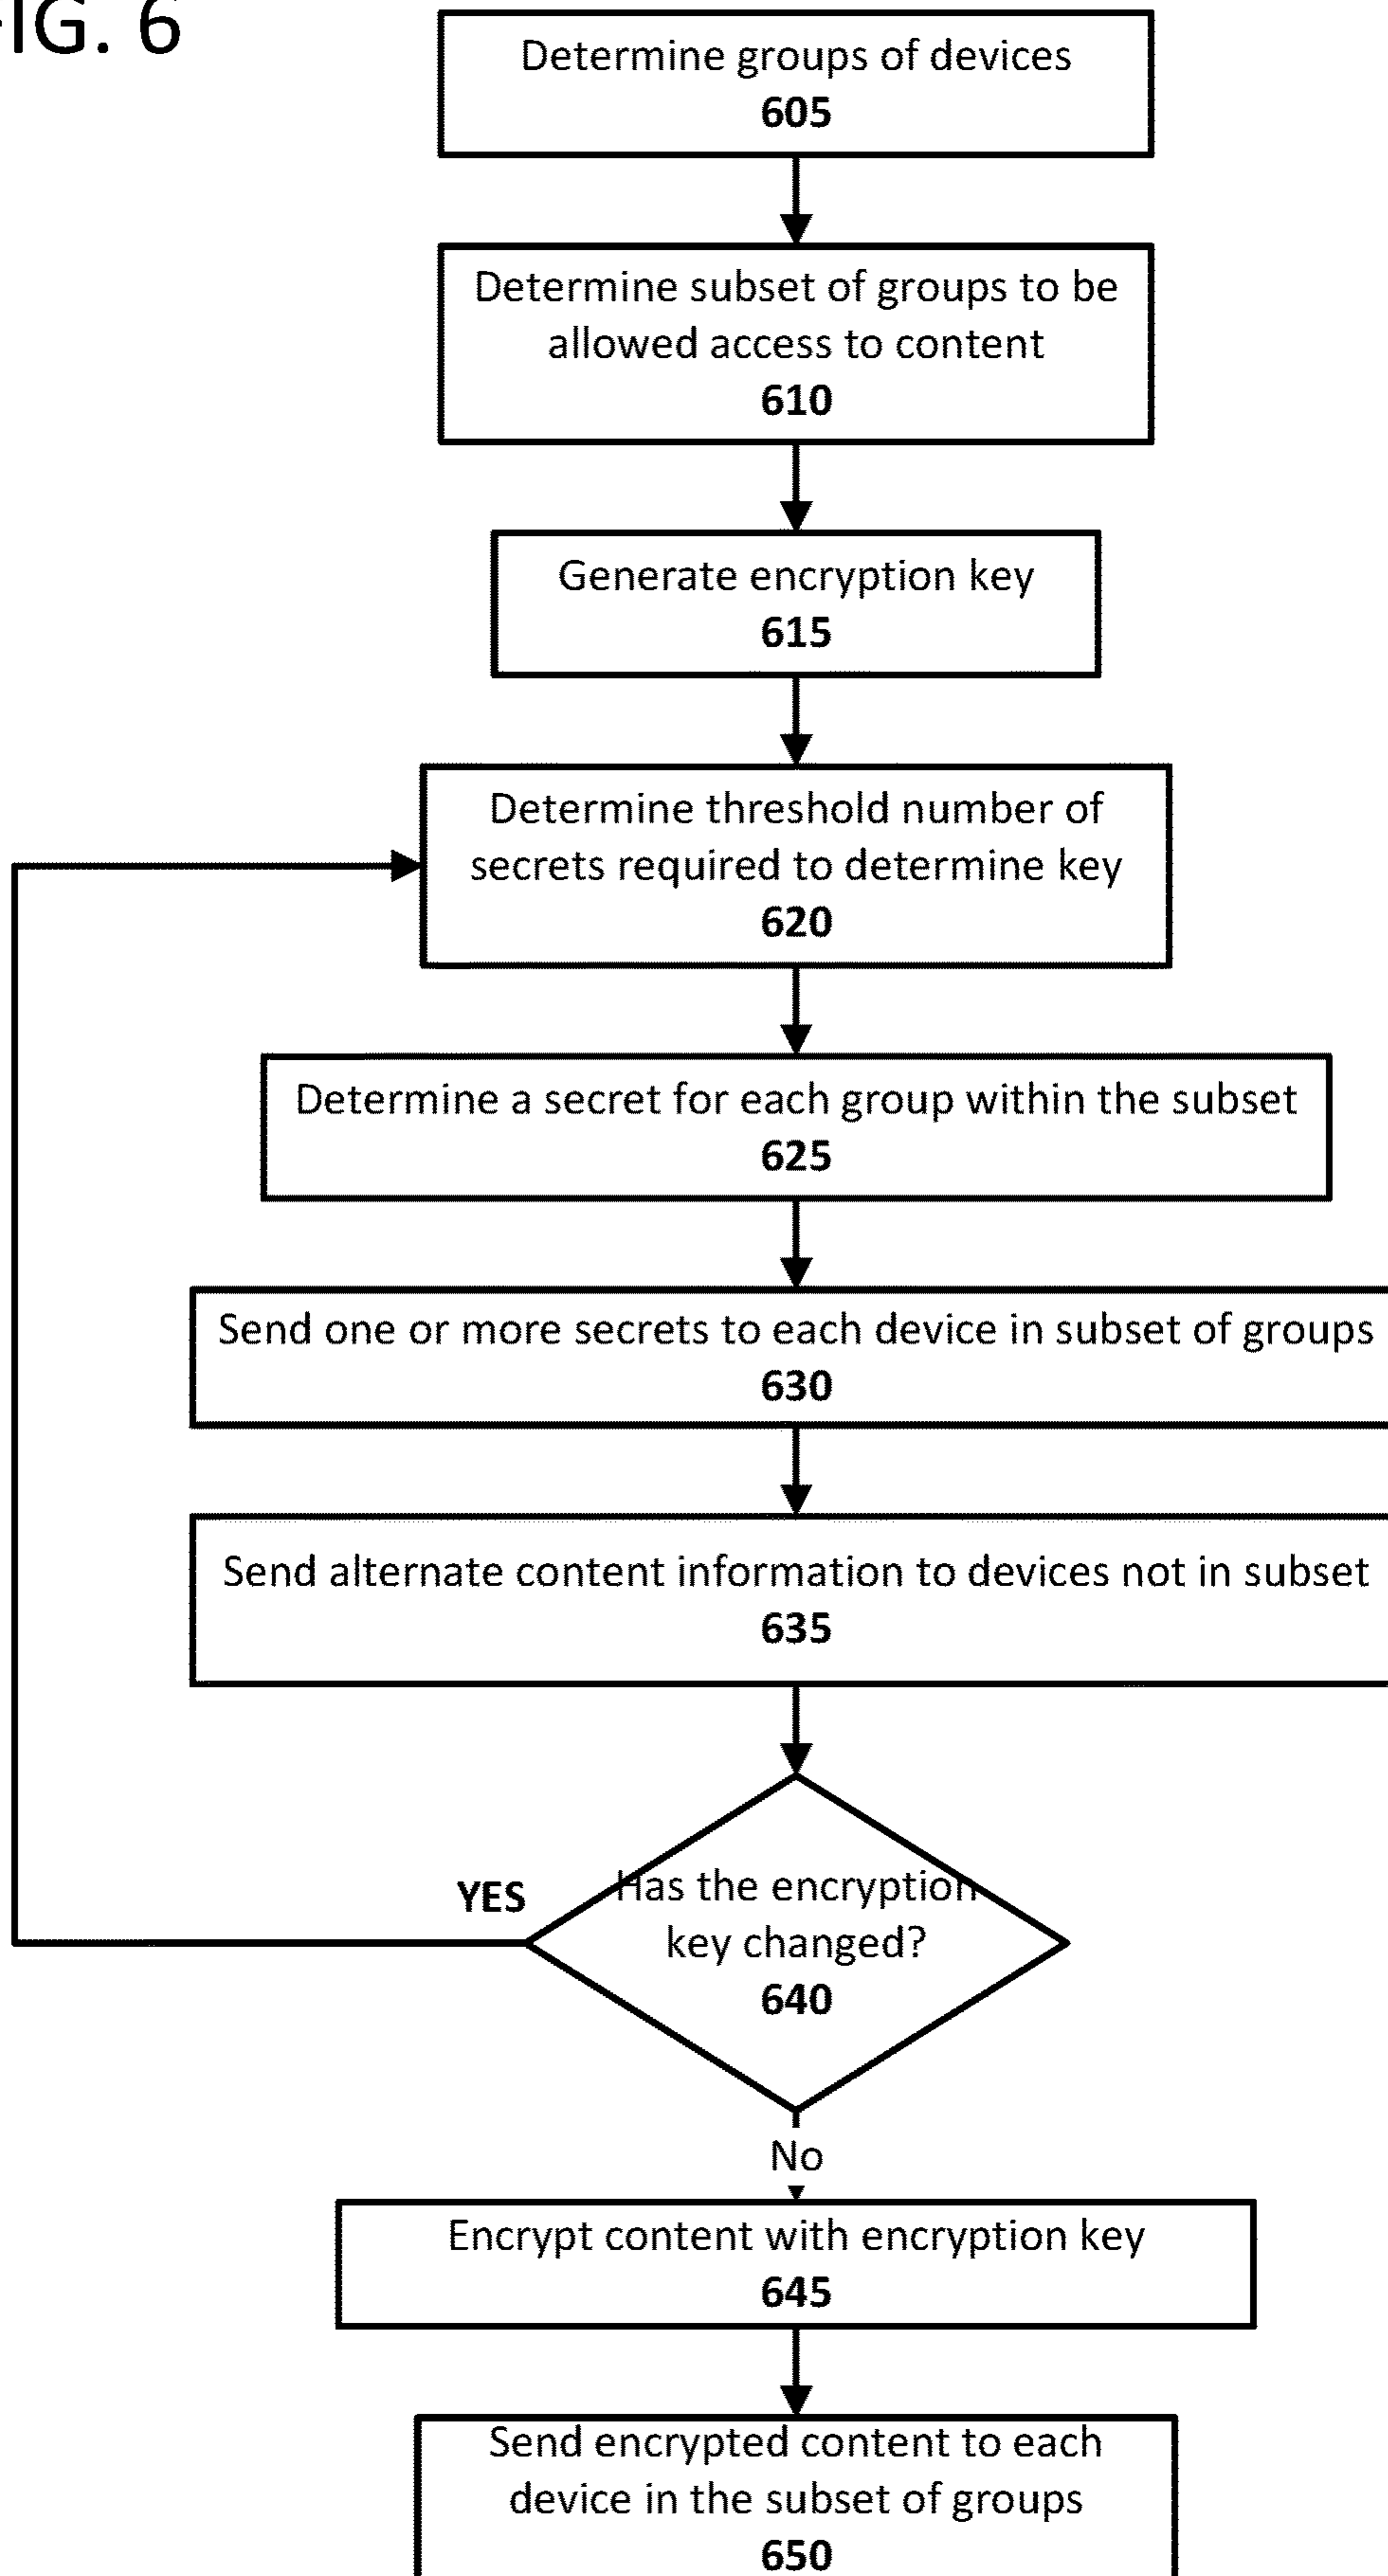 FIG. 6
Determine groups of devices
605
Determine subset of groups to be
allowed access to content
610
Generate encryption key
615
Determine threshold number of
secrets required to determine key
620
Determine a secret for each group within the subset
625
Send one or more secrets to each device in subset of groups
630
Send alternate content information to devices not in subset
635
Has the encryption
key changed?
640
YES
No
Encrypt content with encryption key
645
Send encrypted content to each
device in the subset of groups
650